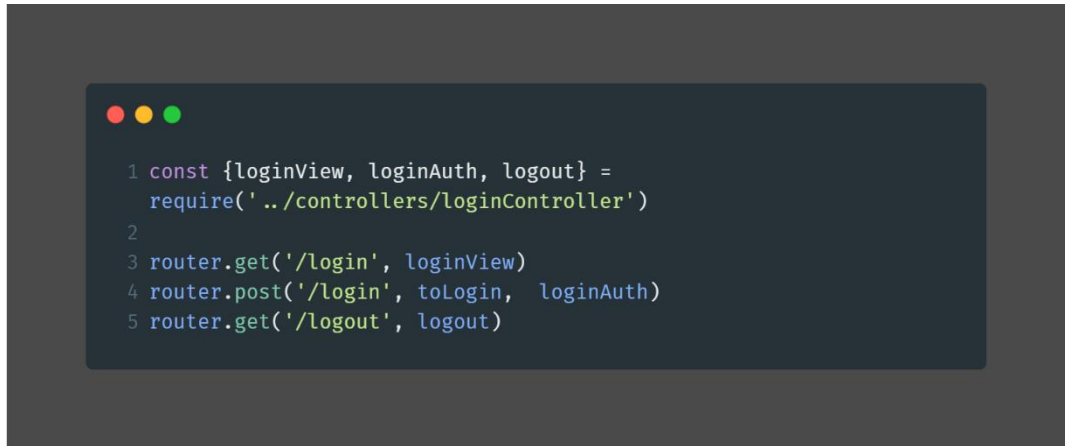 1 const {loginView, loginAuth, logout} =
require('../controllers/loginController')
2
3 router.get('/login', loginView)
4 router.post('/login', toLogin,  loginAuth)
5 router.get('/logout', logout)